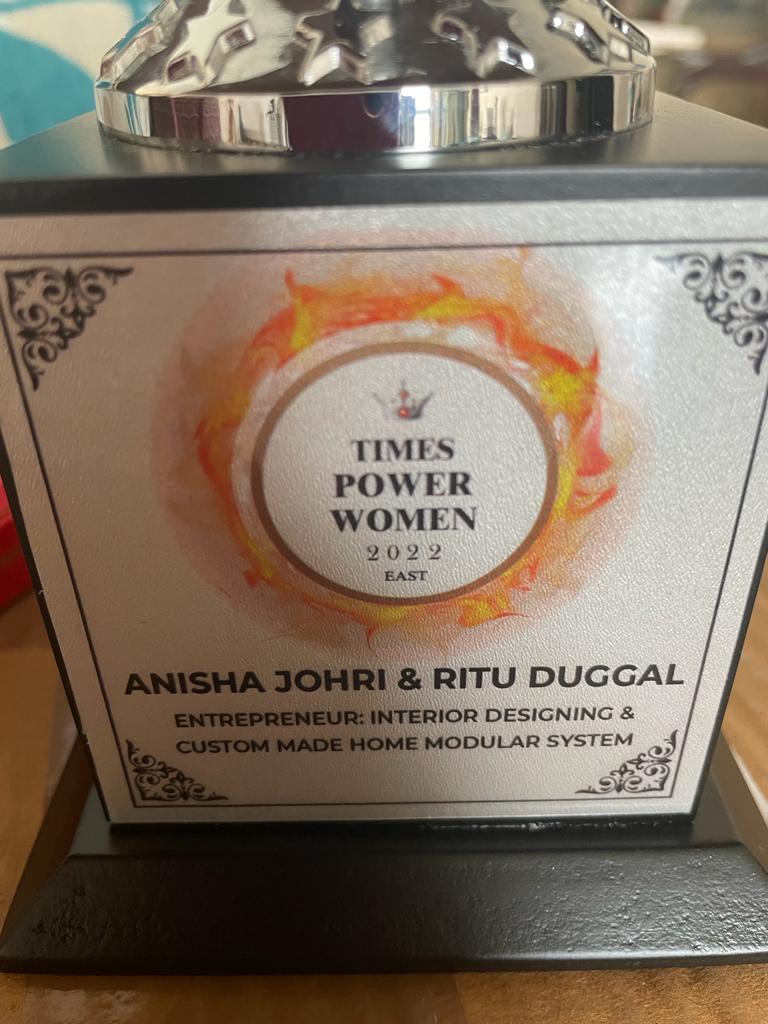 TIMES
POWER
WOMEN
2022
EAST
ANISHA JOHRI & RITU DUGGAL
ENTREPRENEUR: INTERIOR DESIGNING &
CUSTOM MADE HOME MODULAR SYSTEM